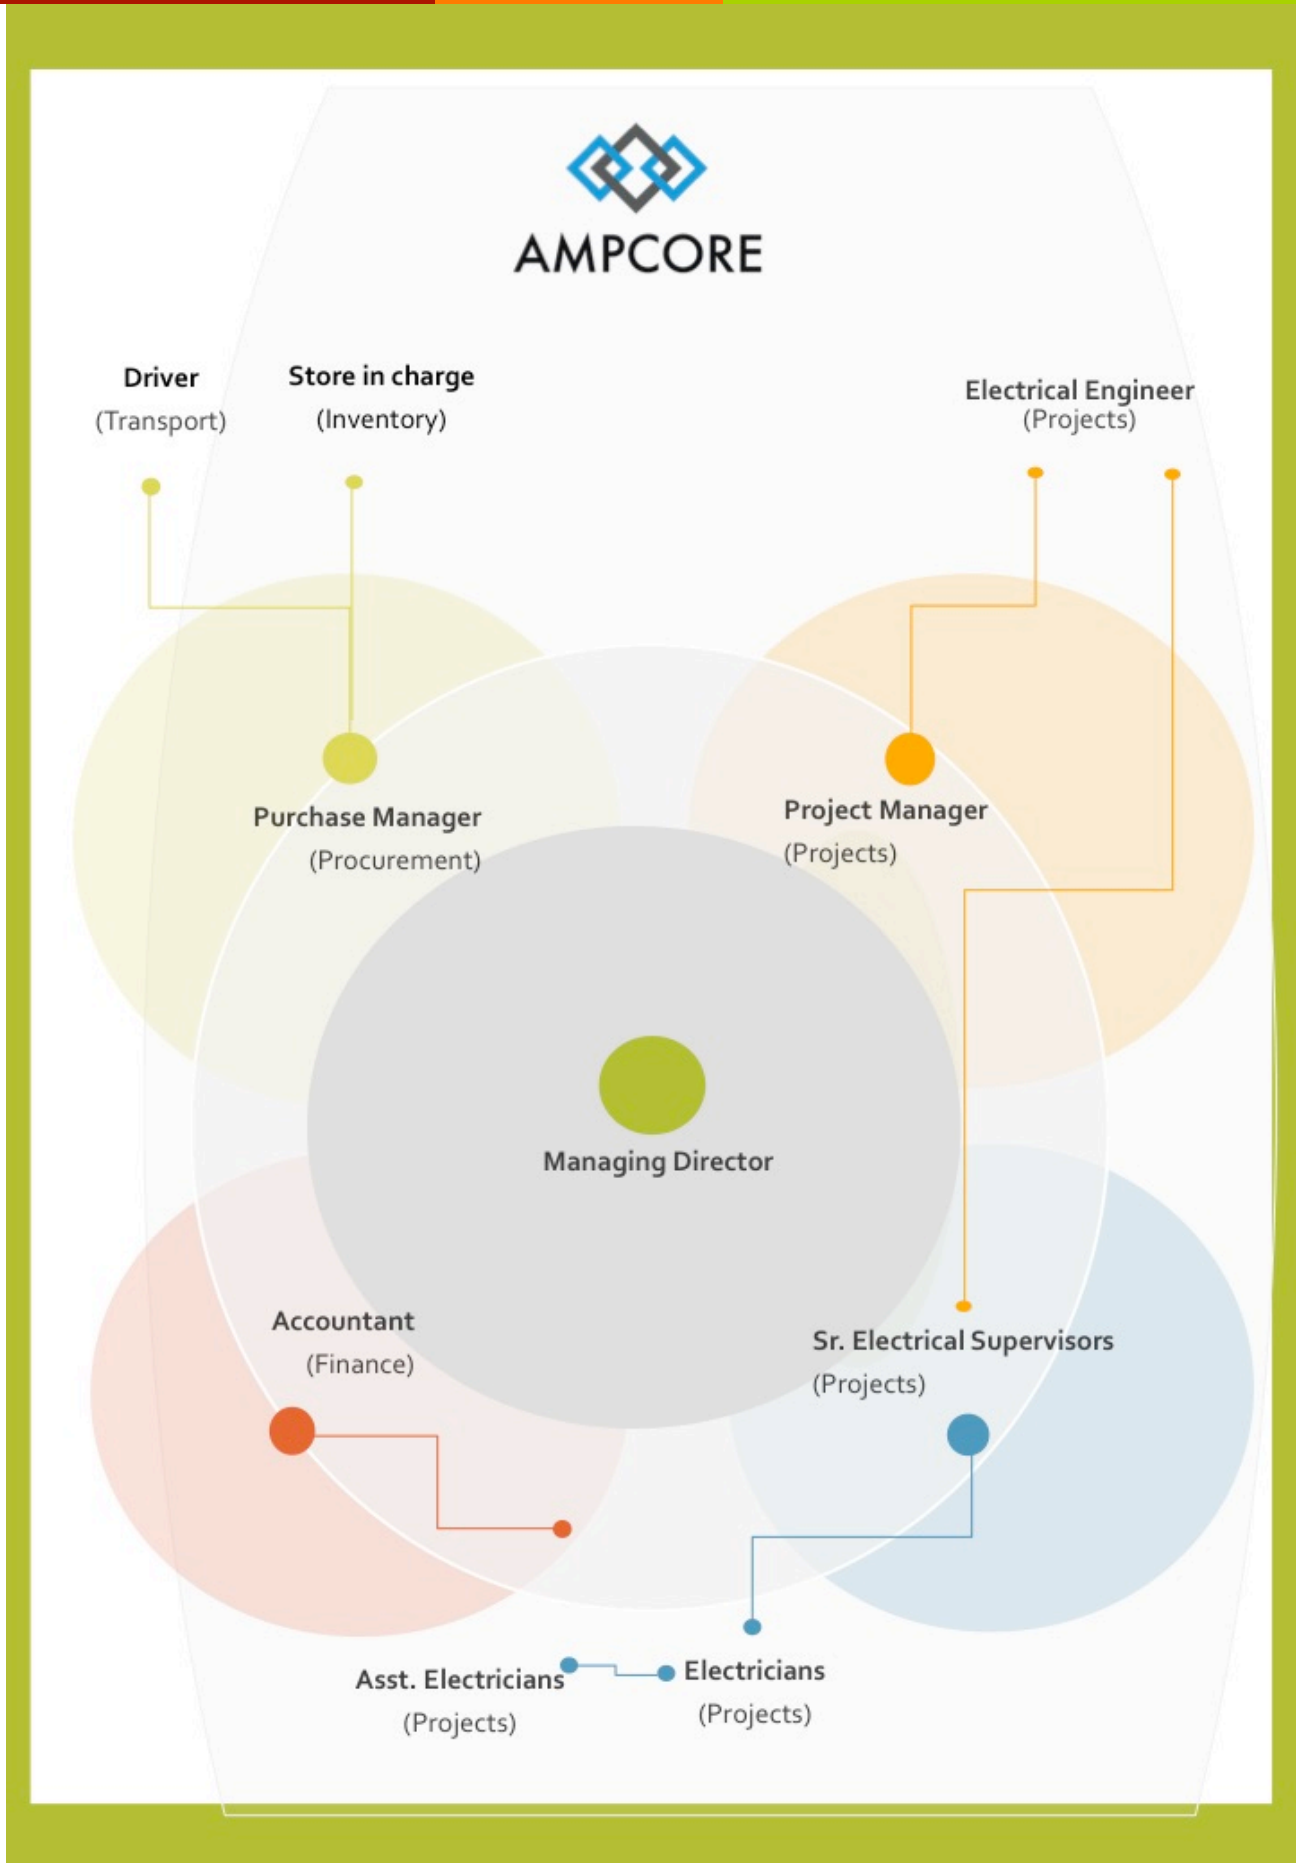 AMPCORE
Driver
(Transport)
Store in charge
(Inventory)
Electrical Engineer
(Projects)
Purchase Manager
(Procurement)
Project Manager
(Projects)
Managing Director
Accountant
(Finance)
Sr. Electrical Supervisors
(Projects)
Asst. Electricians
(Projects)
Electricians
(Projects)